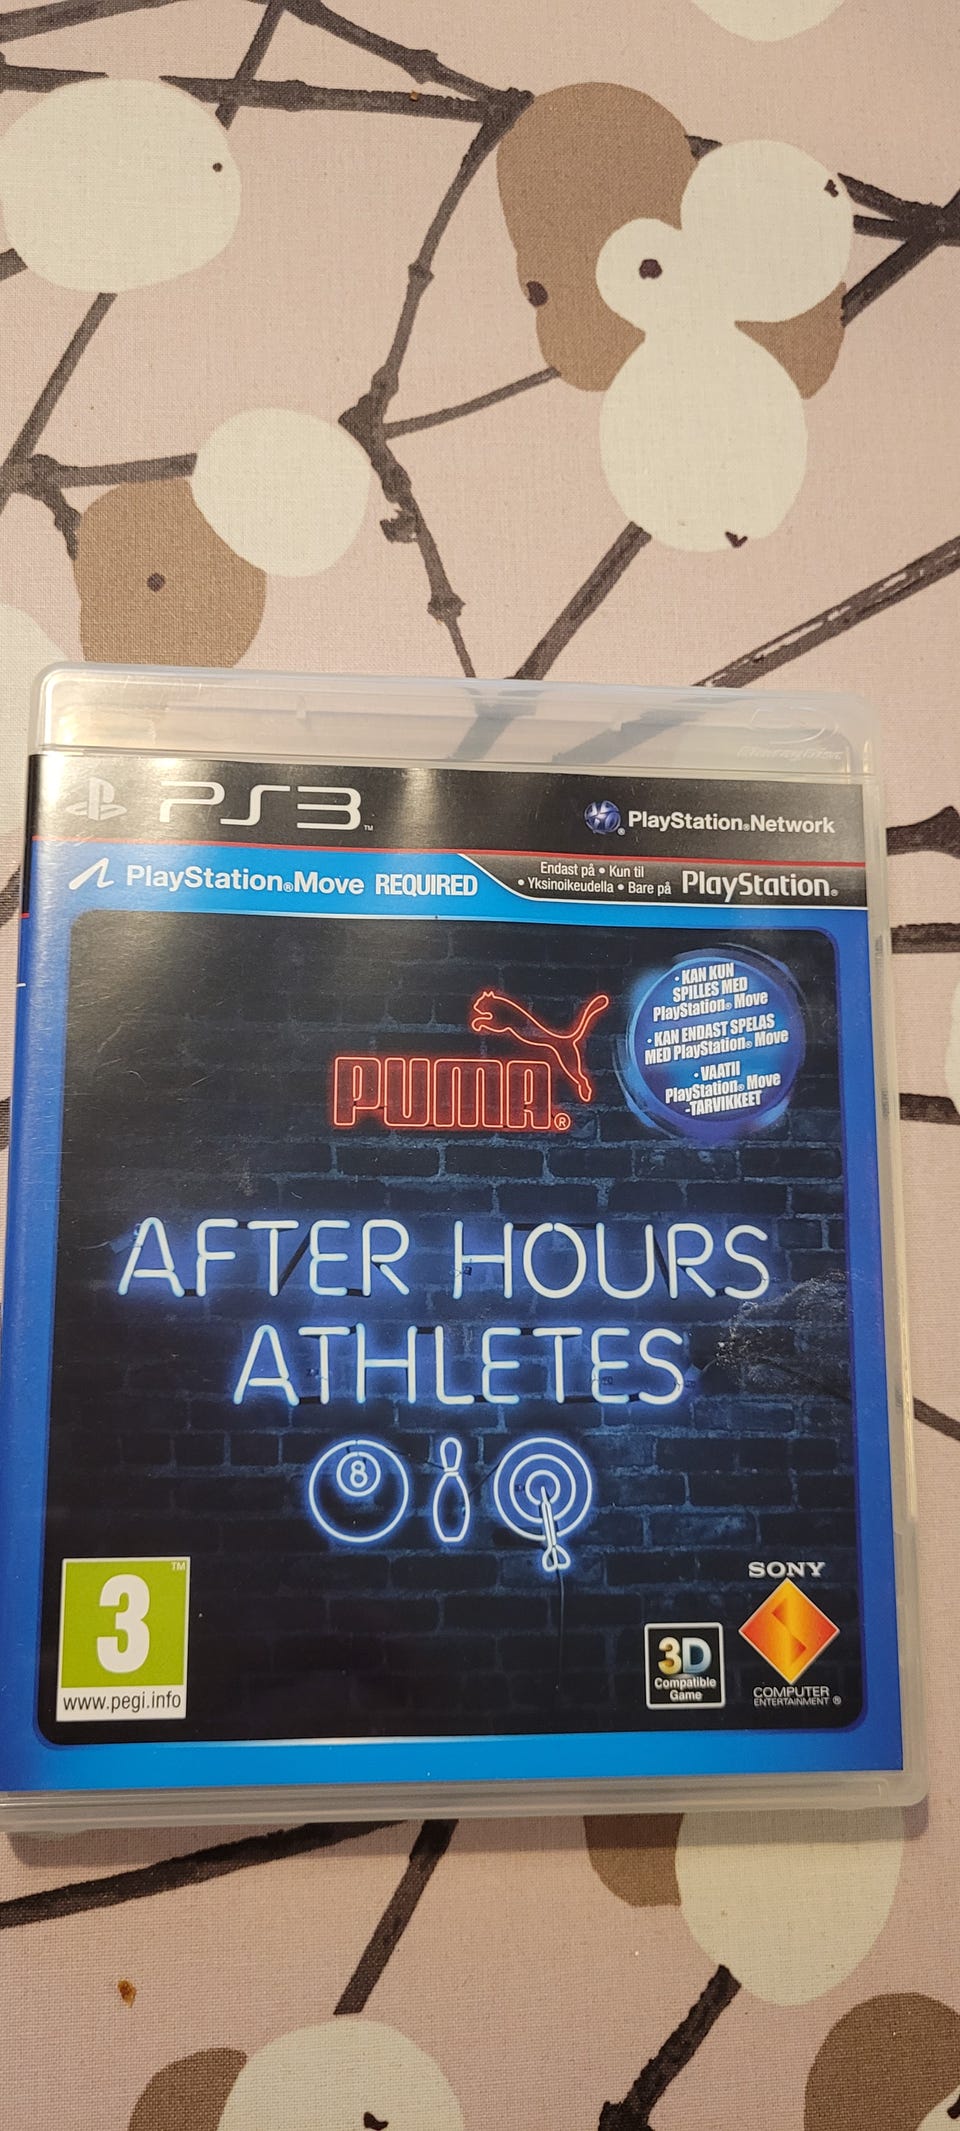 PS3™
PlayStation®Network
PlayStation®Move REQUIRED
Endast på • Kun til
• Yksinoikeudella • Bare på
PlayStation®
• KAN KUN
SPILLES MED
PlayStation® Move
• KAN ENDAST SPELAS
MED PlayStation® Move
• VAATII
PlayStation® Move
-TARVIKKEET
PUMA®
AFTER HOURS
ATHLETES
8
3™
www.pegi.info
3D
Compatible
Game
SONY
COMPUTER
ENTERTAINMENT®